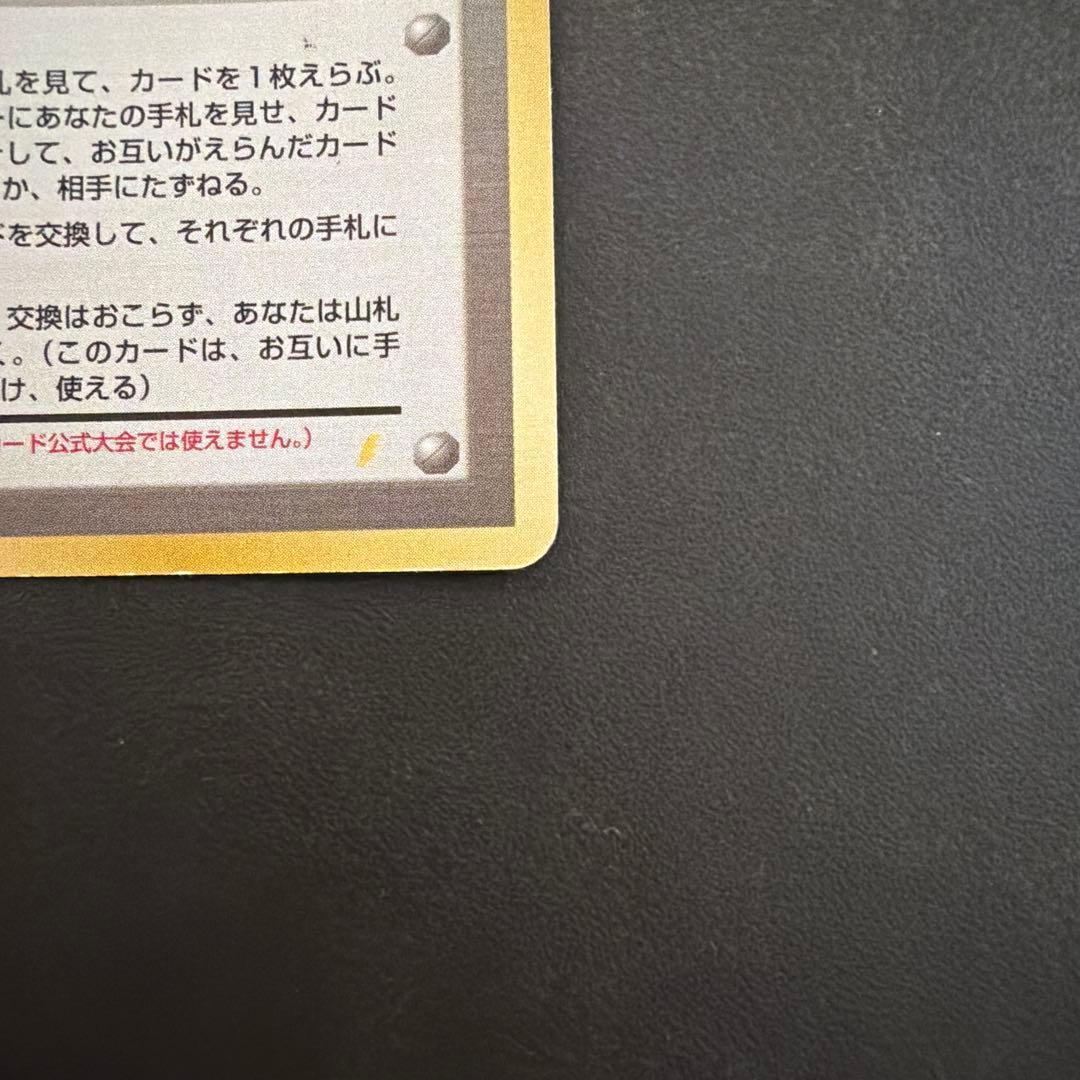 を見て、カードを1枚えらぶ。
にあなたの手札を見せ、カード
して、お互いがえらんだカード
か、相手にたずねる。
を交換して、それぞれの手札に
交換はおこらず、あなたは山札
。(このカードは、お互いに手
け、使える)
ード公式大会では使えません。)